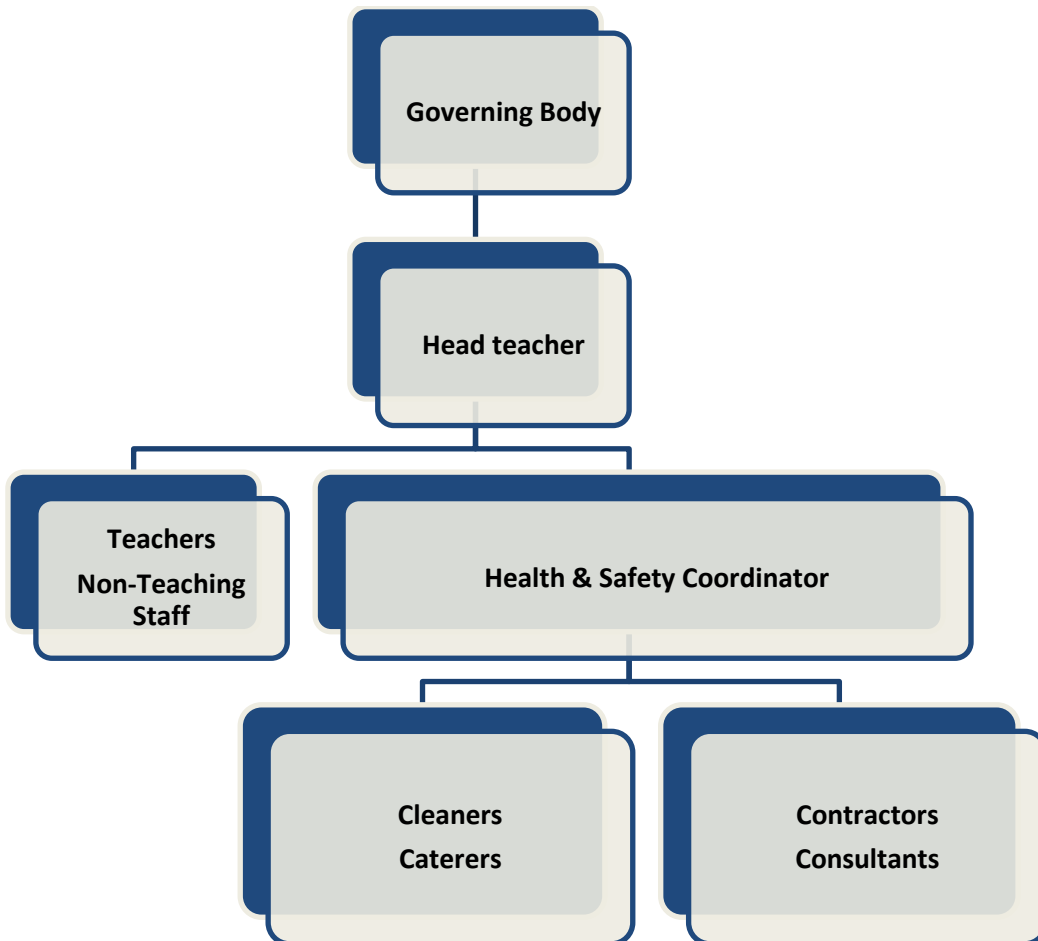 Governing Body
Head teacher
Teachers
Non-Teaching
Staff
Health & Safety Coordinator
Cleaners
Caterers
Contractors
Consultants